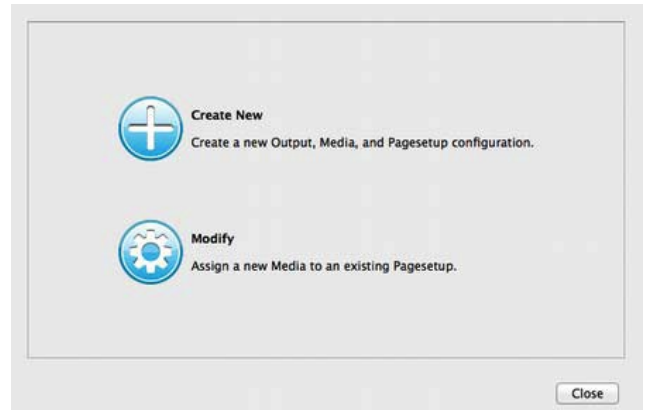 Create New
Create a new Output, Media, and Pagesetup configuration.
Modify
Assign a new Media to an existing Pagesetup.
Close